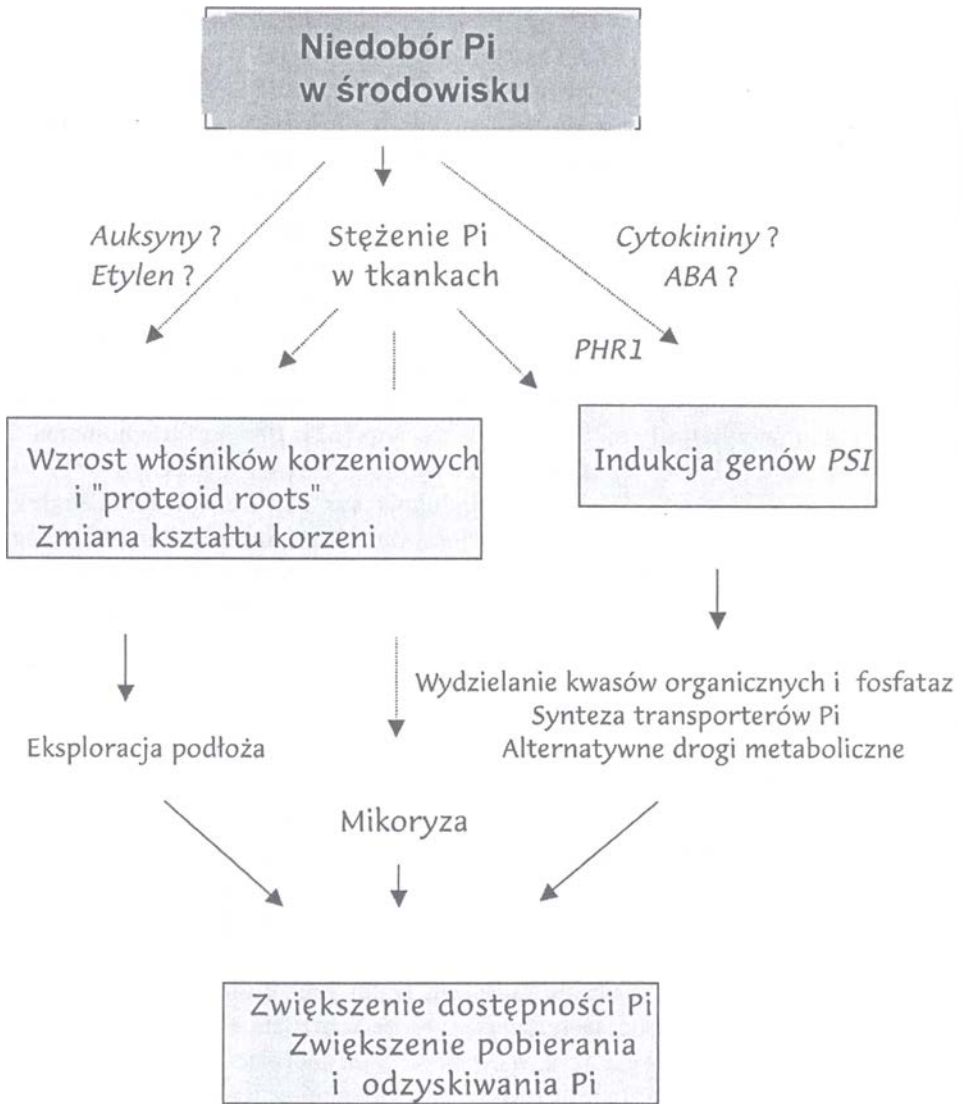 Niedobór Pi
w środowisku
Auksyny ?
Etylen ?
Stężenie Pi
w tkankach
Cytokininy ?
ABA ?
PHR1
Wzrost włośników korzeniowych
i "proteoid roots"
Zmiana kształtu korzeni
Indukcja genów PSI
Eksploracja podłoża
Wydzielanie kwasów organicznych i fosfataz
Synteza transporterów Pi
Alternatywne drogi metaboliczne
Mikoryza
Zwiększenie dostępności Pi
Zwiększenie pobierania
i odzyskiwania Pi